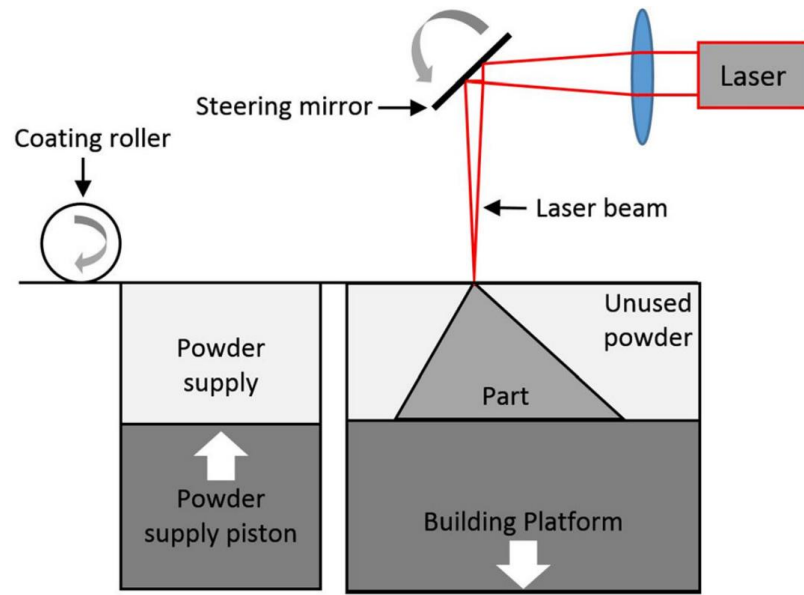 Laser
Steering mirror
Coating roller
Laser beam
Unused
powder
Powder
supply
Part
Powder
supply piston
Building Platform